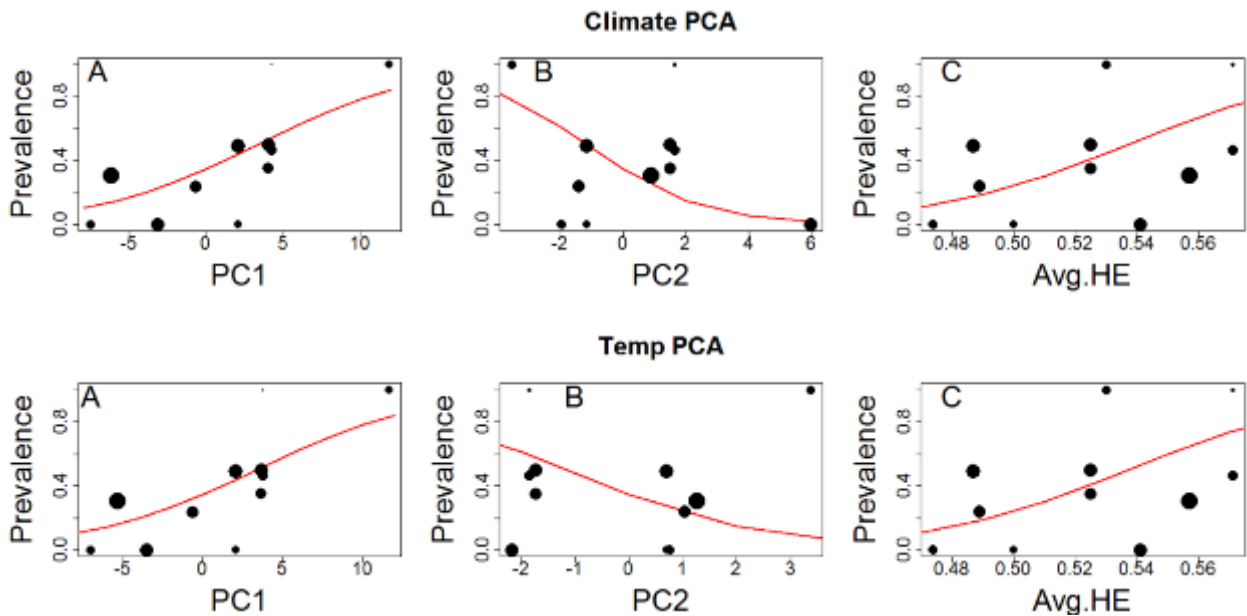 Climate PCA
A
B
C
Prevalence
0.0 0.4 0.8
-5 0 5 10
PC1
Prevalence
0.0 0.4 0.8
-2 0 2 4 6
PC2
Prevalence
0.0 0.4 0.8
0.48 0.50 0.52 0.54 0.56
Avg.HE
Temp PCA
A
B
C
Prevalence
0.0 0.4 0.8
-5 0 5 10
PC1
Prevalence
0.0 0.4 0.8
-2 -1 0 1 2 3
PC2
Prevalence
0.0 0.4 0.8
0.48 0.50 0.52 0.54 0.56
Avg.HE